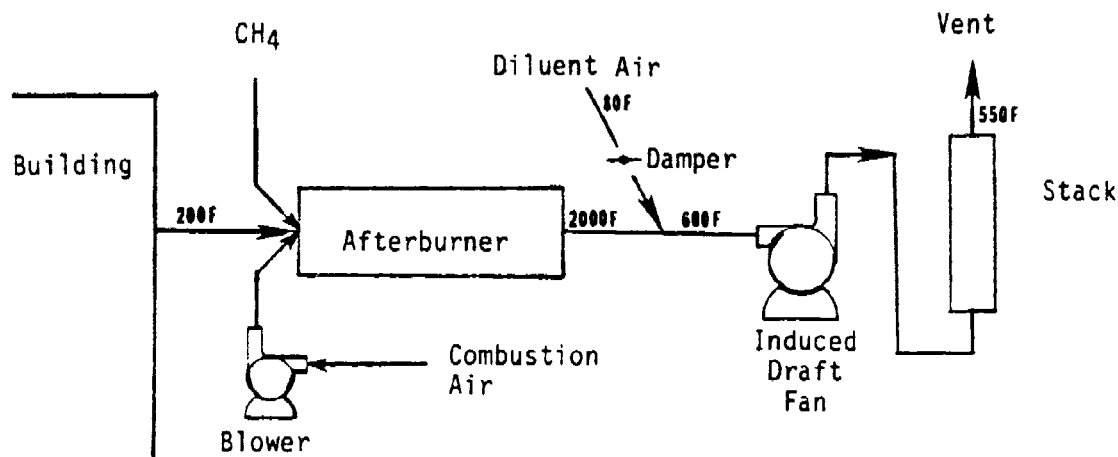 CH4
Vent
Diluent Air
80F
550F
Building
Damper
Stack
200F
Afterburner
2000F
600F
Combustion
Air
Induced
Draft
Fan
Blower